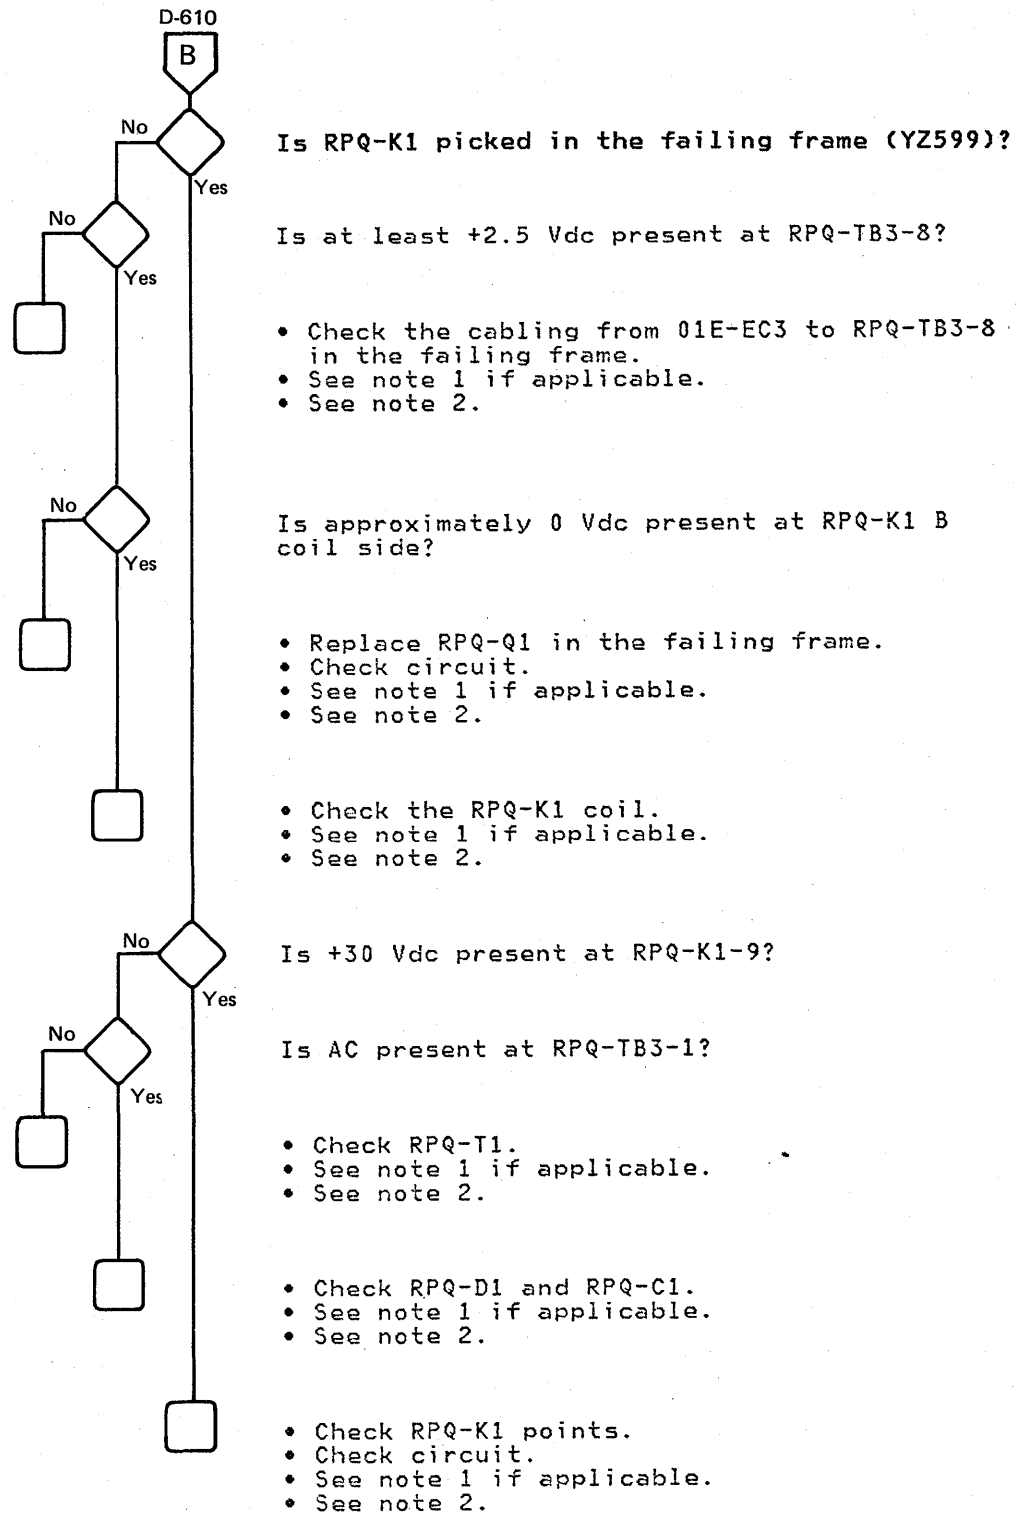 D-610
B
No
Is RPQ-K1 picked in the failing frame (YZ599)?
Yes
No
Is at least +2.5 Vdc present at RPQ-TB3-8?
Yes
• Check the cabling from 01E-EC3 to RPQ-TB3-8
in the failing frame.
• See note 1 if applicable.
• See note 2.
No
Is approximately 0 Vdc present at RPQ-K1 B
coil side?
Yes
• Replace RPQ-Q1 in the failing frame.
• Check circuit.
• See note 1 if applicable.
• See note 2.
• Check the RPQ-K1 coil.
• See note 1 if applicable.
• See note 2.
No
Is +30 Vdc present at RPQ-K1-9?
Yes
No
Is AC present at RPQ-TB3-1?
Yes
• Check RPQ-T1.
• See note 1 if applicable.
• See note 2.
• Check RPQ-D1 and RPQ-C1.
• See note 1 if applicable.
• See note 2.
• Check RPQ-K1 points.
• Check circuit.
• See note 1 if applicable.
• See note 2.